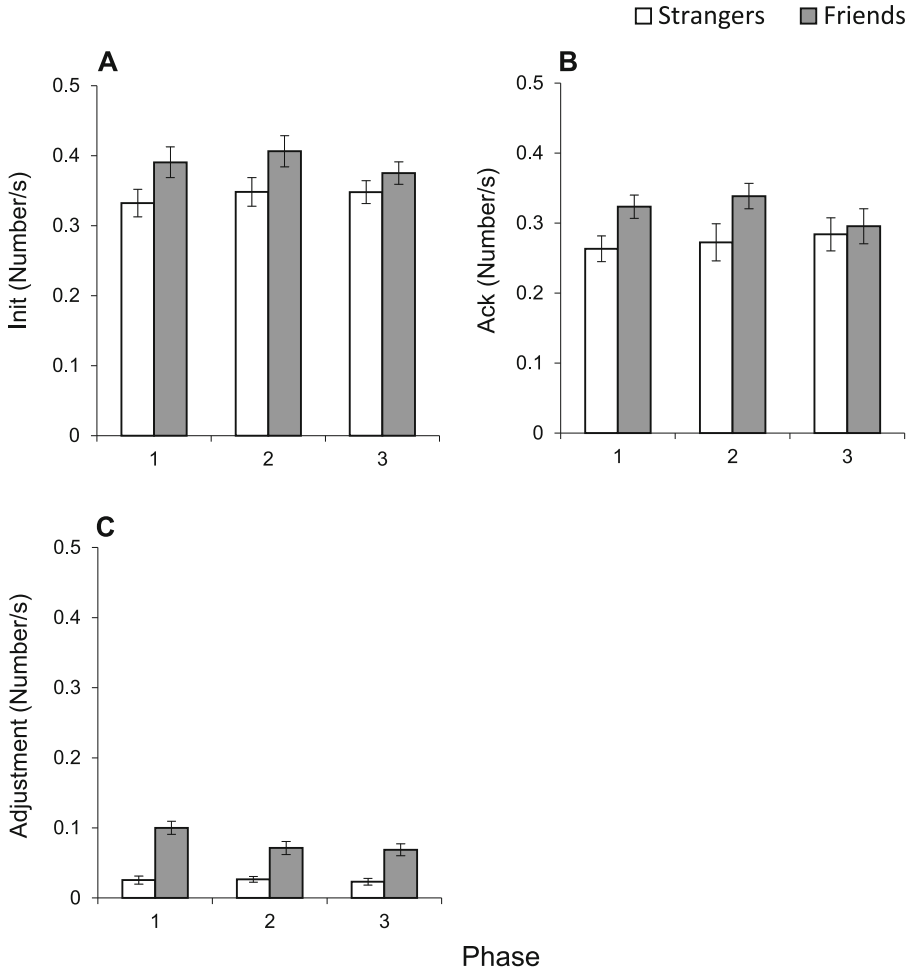 Strangers Friends
A
0.5
0.4
0.3
0.2
0.1
0
Init (Number/s)
1 2 3
B
0.5
0.4
0.3
0.2
0.1
0
Ack (Number/s)
1 2 3
C
0.5
0.4
0.3
0.2
0.1
0
Adjustment (Number/s)
1 2 3
Phase